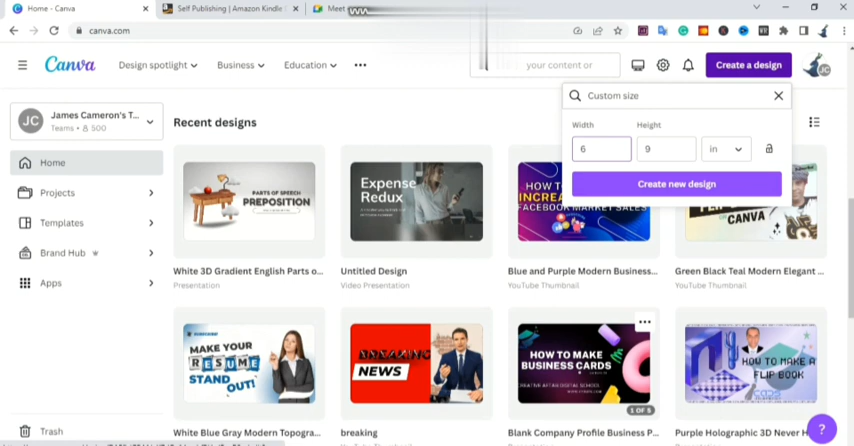 Home - Canva
Self Publishing | Amazon Kindle
Meet
canva.com
Canva
Design spotlight
Business
Education
your content or
Create a design
JC
Custom size
Width
Height
6
9
in
Create new design
JC
James Cameron's T...
Teams • 500
Home
Projects
Templates
Brand Hub
Apps
Trash
Recent designs
PARTS OF SPEECH
PREPOSITION
White 3D Gradient English Parts o...
Presentation
Expense
Redux
Untitled Design
Video Presentation
HOW T
INCREA
FACEBOOK MARKET SALES
Blue and Purple Modern Business...
YouTube Thumbnail
ON CANVA
Green Black Teal Modern Elegant ...
YouTube Thumbnail
MAKE YOUR
RESUME
STAND
OUT!
White Blue Gray Modern Topogra...
BREAKING
NEWS
breaking
HOW TO MAKE
BUSINESS CARDS
1 OF 5
Blank Company Profile Business P...
HOW TO MAKE A
FLIP BOOK
Purple Holographic 3D Never H...
?